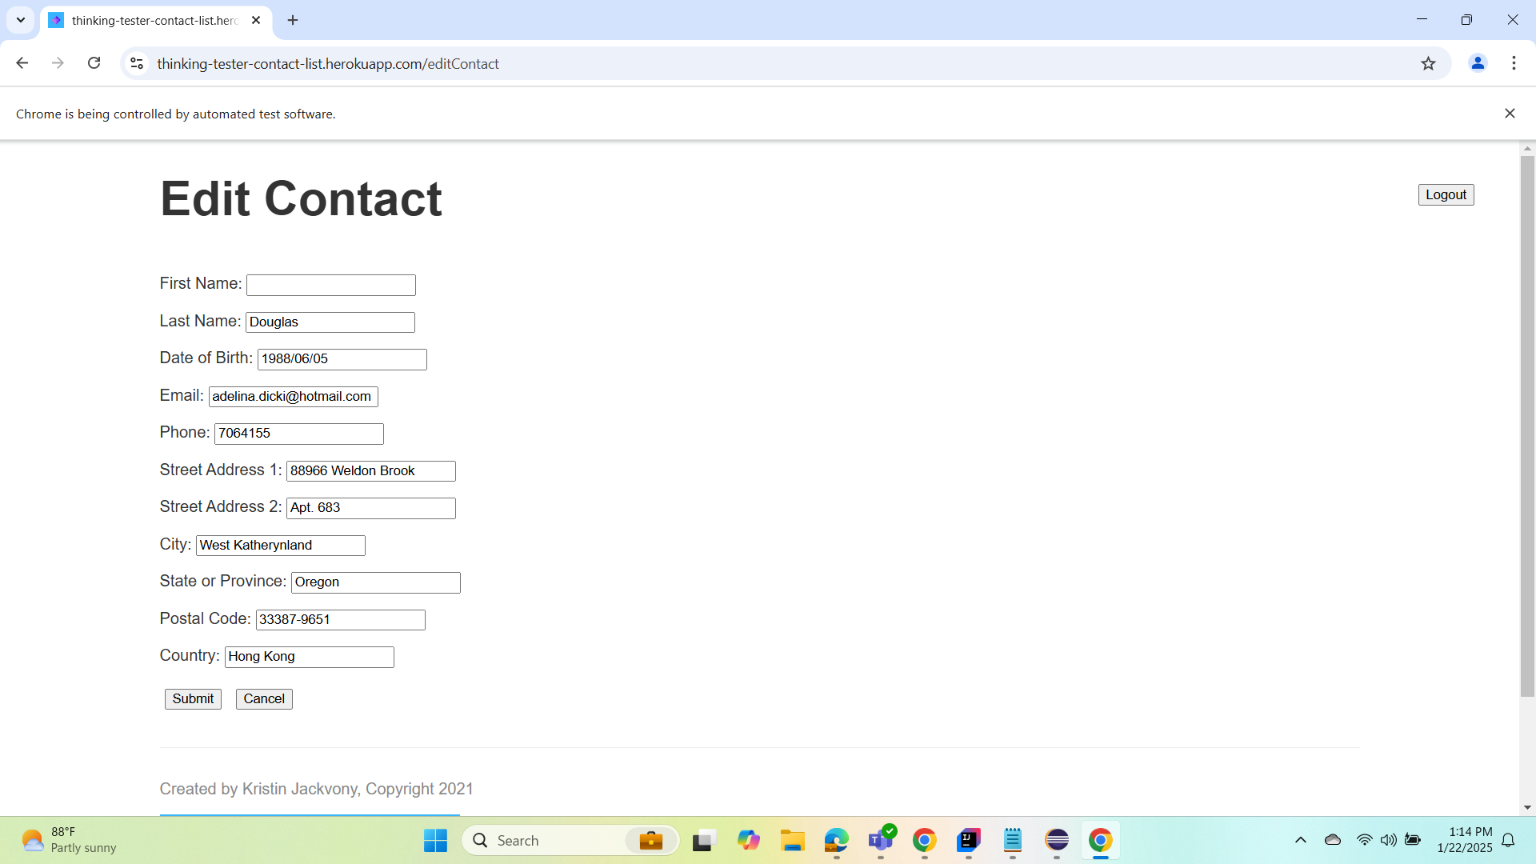 thinking-tester-contact-list.herc
thinking-tester-contact-list.herokuapp.com/editContact
Chrome is being controlled by automated test software.
Edit Contact
Logout
First Name:
Last Name: Douglas
Date of Birth: 1988/06/05
Email: adelina.dicki@hotmail.com
Phone: 7064155
Street Address 1: 88966 Weldon Brook
Street Address 2: Apt. 683
City: West Katherynland
State or Province: Oregon
Postal Code: 33387-9651
Country: Hong Kong
Submit Cancel
Created by Kristin Jackvony, Copyright 2021
88°F
Partly sunny
Search
1:14 PM
1/22/2025